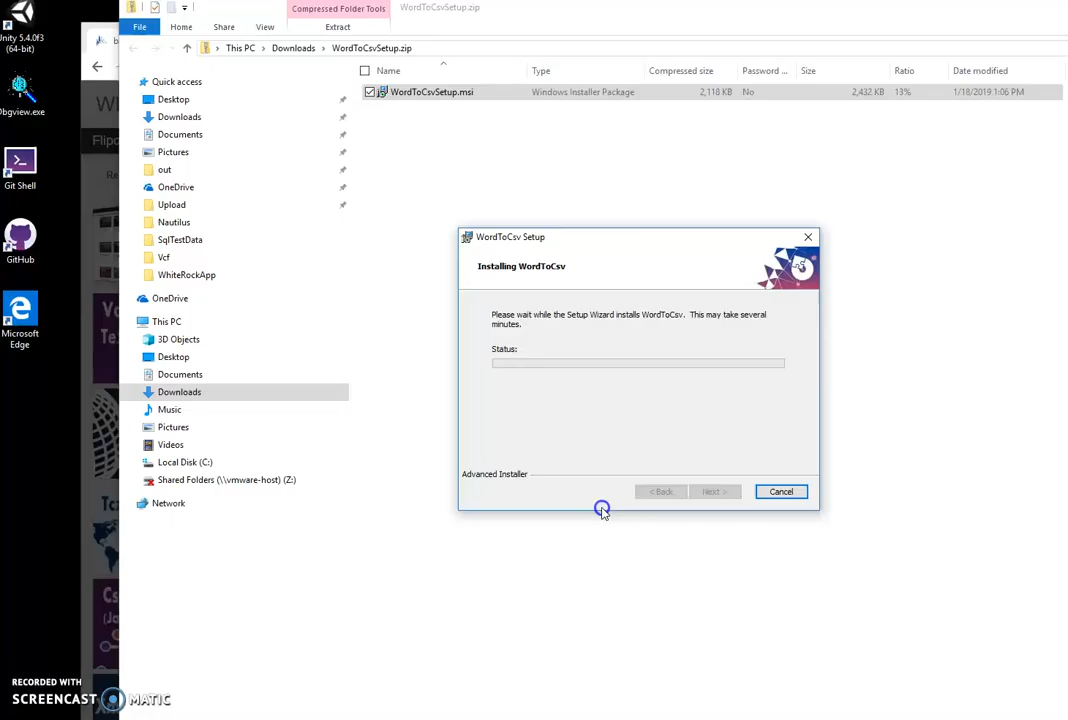 Compressed Folder Tools
WordToCsvSetup.zip
File
Home
Share
View
Extract
This PC
Downloads
WordToCsvSetup.zip
Name
Type
Compressed size
Password ...
Size
Ratio
Date modified
WordToCsvSetup.msi
Windows Installer Package
2,118 KB
No
2,432 KB
13%
1/18/2019 1:06 PM
Unity 5.4.0f3
(64-bit)
Dbgview.exe
Git Shell
GitHub
Microsoft
Edge
Quick access
Desktop
Downloads
Documents
Pictures
out
OneDrive
Upload
Nautilus
SqlTestData
Vcf
WhiteRockApp
OneDrive
This PC
3D Objects
Desktop
Documents
Downloads
Music
Pictures
Videos
Local Disk (C:)
Shared Folders (\\vmware-host) (Z:)
Network
WordToCsv Setup
Installing WordToCsv
Please wait while the Setup Wizard installs WordToCsv. This may take several
minutes.
Status:
Advanced Installer
< Back
Next >
Cancel
RECORDED WITH
SCREENCAST MATIC